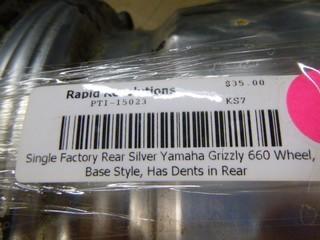 Rapid Revolutions $35.00
PTI-15023 KS7
Single Factory Rear Silver Yamaha Grizzly 660 Wheel,
Base Style, Has Dents in Rear